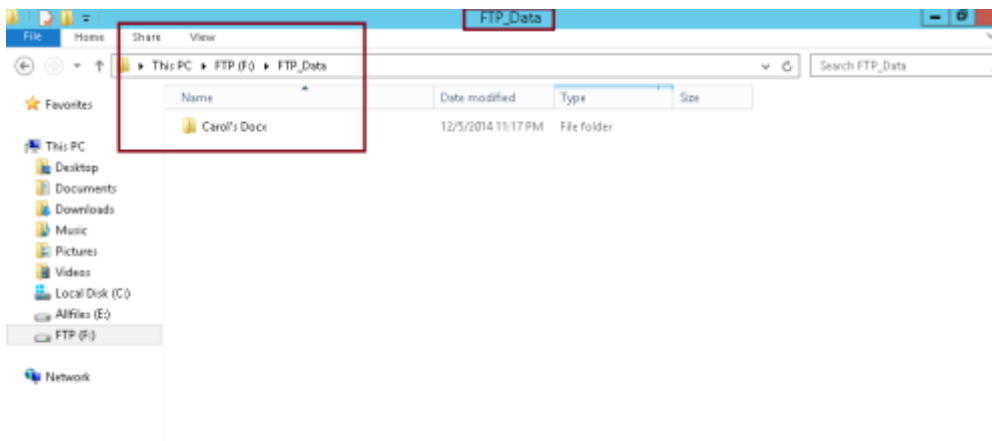 FTP_Data
File Home Share View
This PC FTP (F:) FTP_Data Search FTP_Data
Name Date modified Type Size
Favorites
Carol's Docx 12/5/2014 11:17 PM File folder
This PC
Desktop
Documents
Downloads
Music
Pictures
Videos
Local Disk (C:)
AllFiles (E:)
FTP (F:)
Network